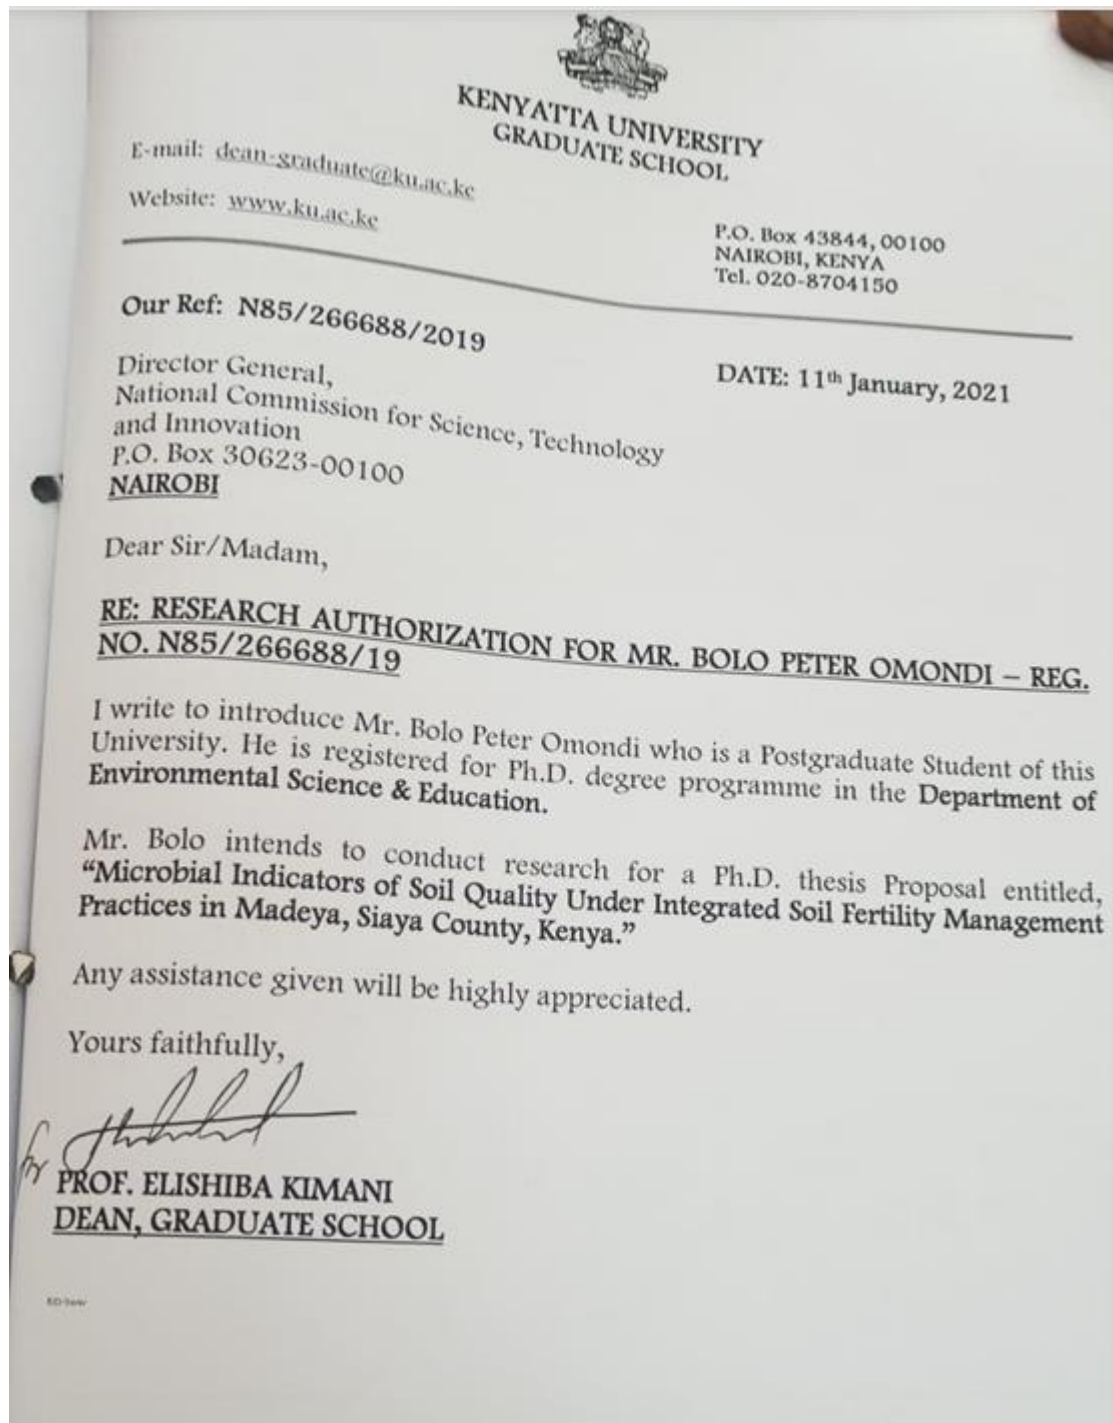 KENYATTA UNIVERSITY
GRADUATE SCHOOL
E-mail: dean-graduate@ku.ac.ke
Website: www.ku.ac.ke
P.O. Box 43844, 00100
NAIROBI, KENYA
Tel. 020-8704150
Our Ref: N85/266688/2019
DATE: 11th January, 2021
Director General,
National Commission for Science, Technology
and Innovation
P.O. Box 30623-00100
NAIROBI
Dear Sir/Madam,
RE: RESEARCH AUTHORIZATION FOR MR. BOLO PETER OMONDI – REG.
NO. N85/266688/19
I write to introduce Mr. Bolo Peter Omondi who is a Postgraduate Student of this
University. He is registered for Ph.D. degree programme in the Department of
Environmental Science & Education.
Mr. Bolo intends to conduct research for a Ph.D. thesis Proposal entitled,
“Microbial Indicators of Soil Quality Under Integrated Soil Fertility Management
Practices in Madeya, Siaya County, Kenya.”
Any assistance given will be highly appreciated.
Yours faithfully,
for
PROF. ELISHIBA KIMANI
DEAN, GRADUATE SCHOOL